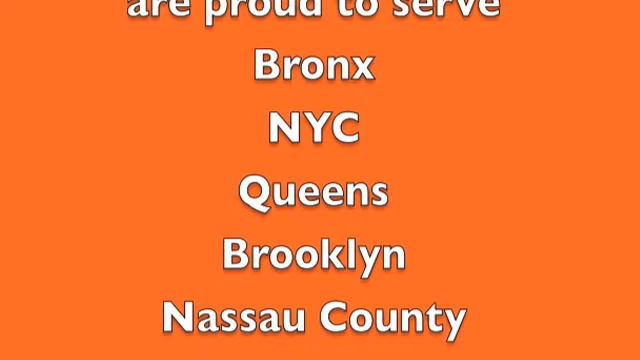 are proud to serve
Bronx
NYC
Queens
Brooklyn
Nassau County